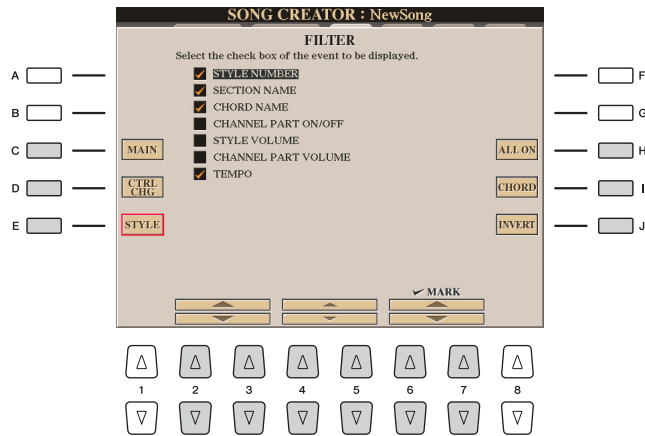 SONG CREATOR : NewSong
FILTER
Select the check box of the event to be displayed.
STYLE NUMBER
SECTION NAME
CHORD NAME
CHANNEL PART ON/OFF
STYLE VOLUME
CHANNEL PART VOLUME
TEMPO
A
B
C
D
E
MAIN
CTRL
CHG
STYLE
F
G
H
I
J
ALL ON
CHORD
INVERT
MARK
1 2 3 4 5 6 7 8